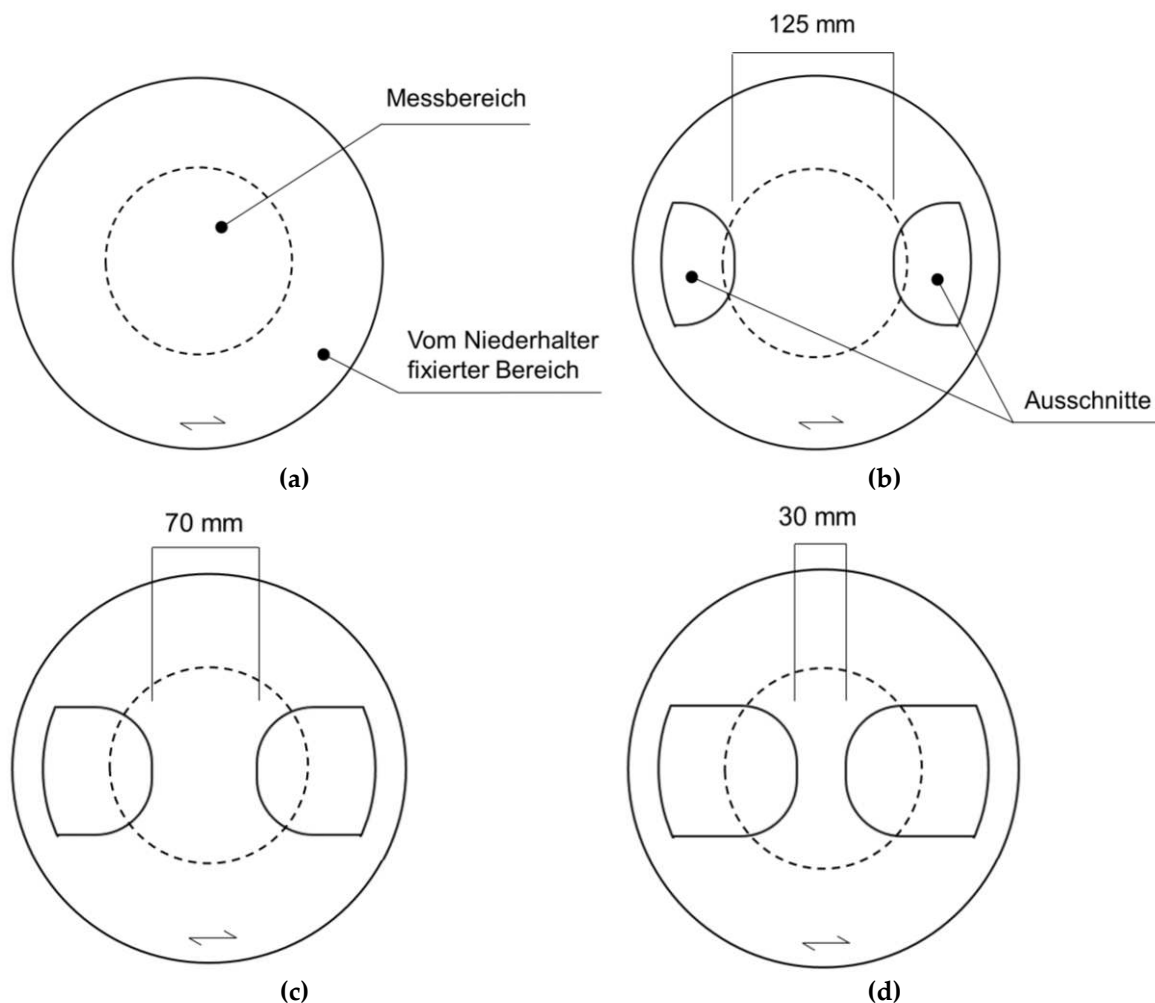 125 mm
Messbereich
Vom Niederhalter
fixierter Bereich
Ausschnitte
(a)
(b)
70 mm
30 mm
(c)
(d)